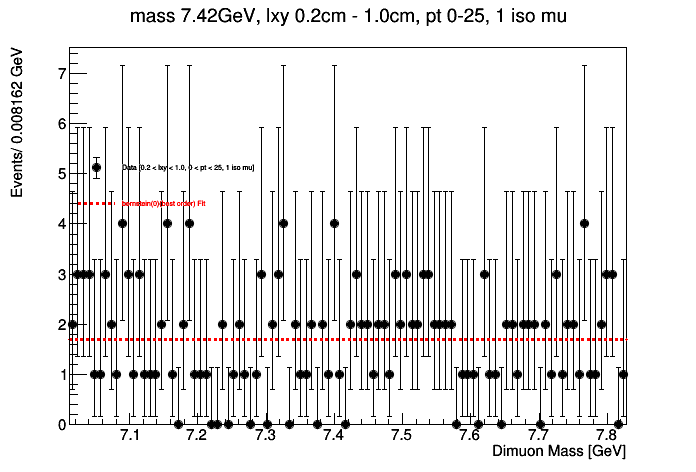 mass 7.42GeV, lxy 0.2cm - 1.0cm, pt 0-25, 1 iso mu
Events/ 0.008162 GeV
7
6
5
4
3
2
1
0
Data [0.2 < lxy < 1.0, 0 < pt < 25, 1 iso mu]
bernstein(0)(best order) Fit
7.1 7.2 7.3 7.4 7.5 7.6 7.7 7.8
Dimuon Mass [GeV]